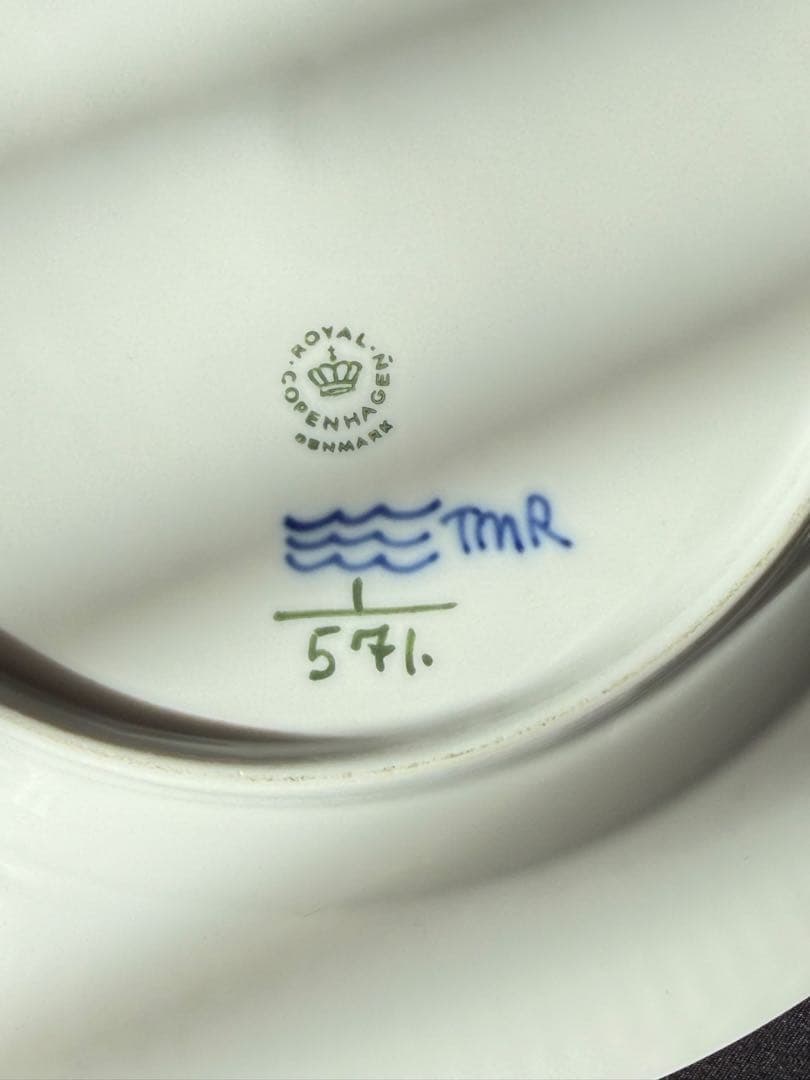 ROYAL
COPENHAGEN
DENMARK
TMR
1
571.